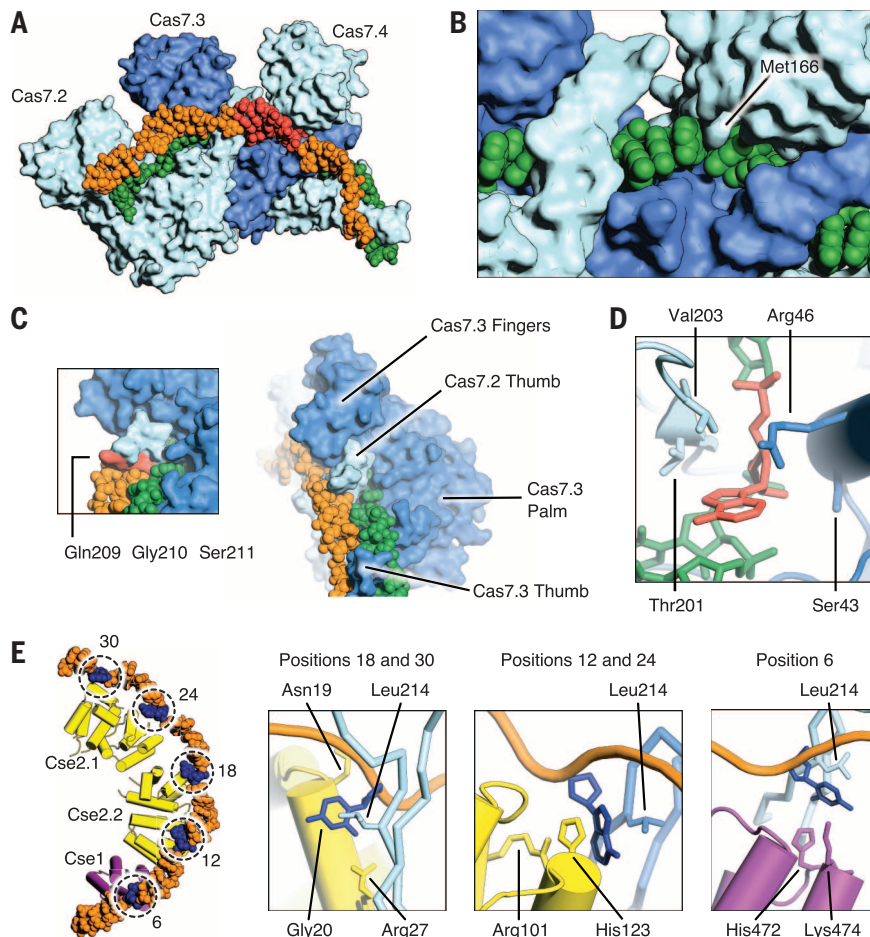 A
Cas7.3
Cas7.4
Cas7.2
B
Met166
C
Cas7.3 Fingers
Cas7.2 Thumb
Cas7.3
Palm
Cas7.3 Thumb
Gln209 Gly210 Ser211
D
Val203 Arg46
Thr201 Ser43
E
30
24
18
12
6
Cse2.1
Cse2.2
Cse1
Positions 18 and 30
Asn19 Leu214
Gly20 Arg27
Positions 12 and 24
Leu214
Arg101 His123
Position 6
Leu214
His472 Lys474